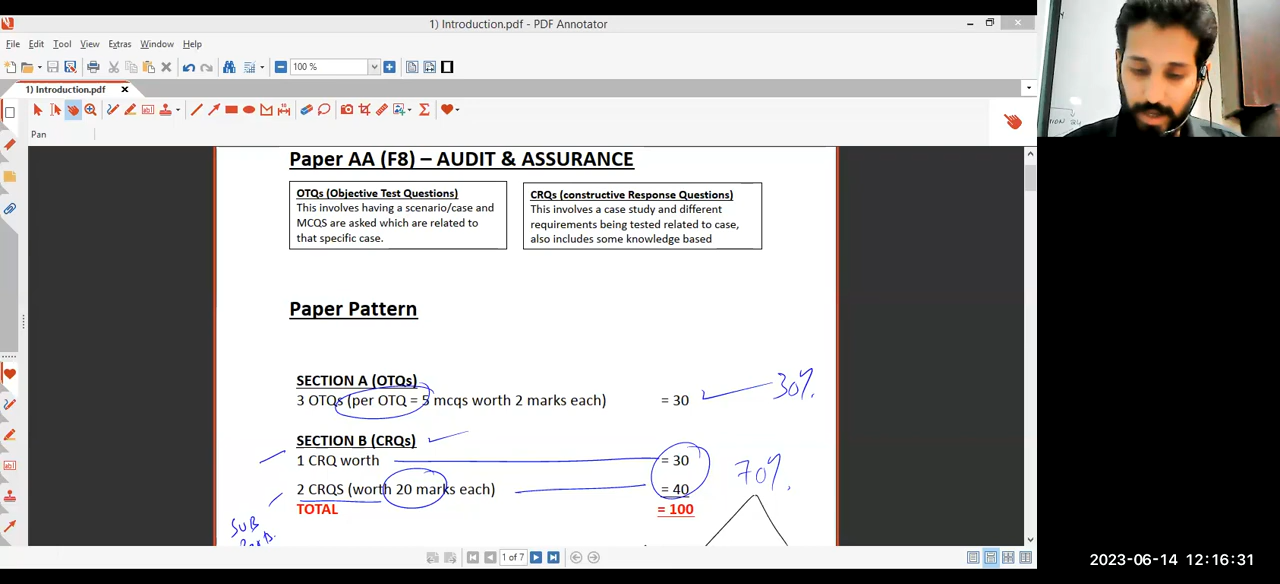 1) Introduction.pdf - PDF Annotator
File Edit Tool View Extras Window Help
100 %
1) Introduction.pdf
Pan
Paper AA (F8) – AUDIT & ASSURANCE
OTQs (Objective Test Questions)
This involves having a scenario/case and
MCQS are asked which are related to
that specific case.
CRQs (constructive Response Questions)
This involves a case study and different
requirements being tested related to case,
also includes some knowledge based
Paper Pattern
SECTION A (OTQs)
3 OTQs (per OTQ = 5 mcqs worth 2 marks each) = 30
30%
SECTION B (CRQs)
1 CRQ worth = 30
70%
2 CRQS (worth 20 marks each) = 40
TOTAL = 100
SUB
1 of 7
2023-06-14 12:16:31